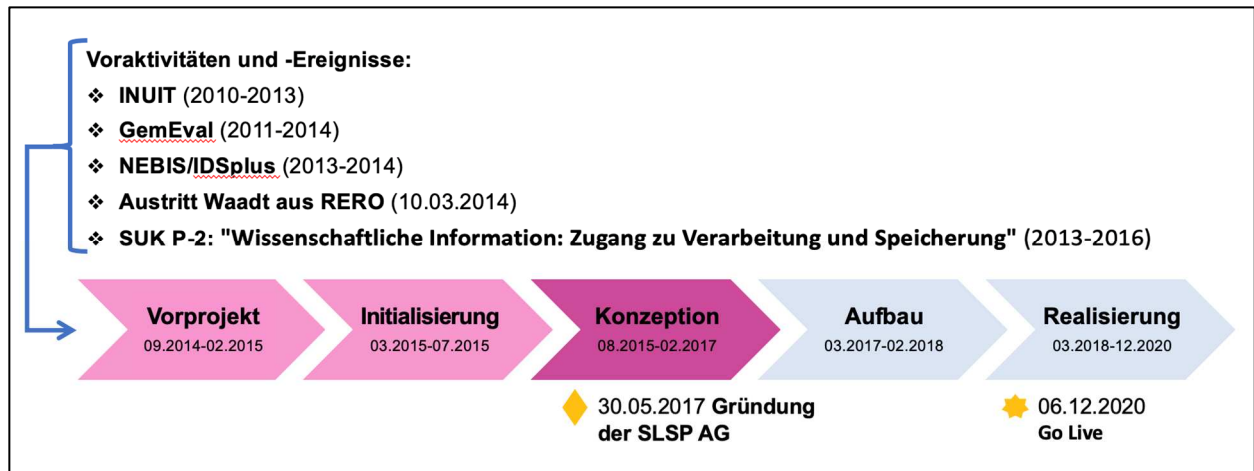 Voraktivitäten und -Ereignisse:
❖ INUIT (2010-2013)
❖ GemEval (2011-2014)
❖ NEBIS/IDSplus (2013-2014)
❖ Austritt Waadt aus RERO (10.03.2014)
❖ SUK P-2: "Wissenschaftliche Information: Zugang zu Verarbeitung und Speicherung" (2013-2016)
Vorprojekt
09.2014-02.2015
Initialisierung
03.2015-07.2015
Konzeption
08.2015-02.2017
Aufbau
03.2017-02.2018
Realisierung
03.2018-12.2020
30.05.2017 Gründung
der SLSP AG
06.12.2020
Go Live